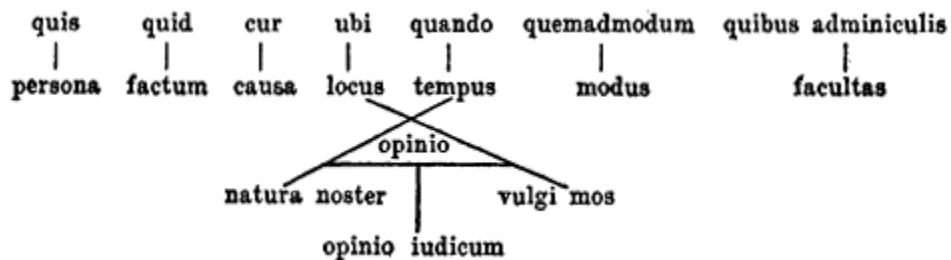 quis quid cur ubi quando quemadmodum quibus adminiculis
persona factum causa locus tempus modus facultas
opinio
natura noster vulgi mos
opinio iudicum